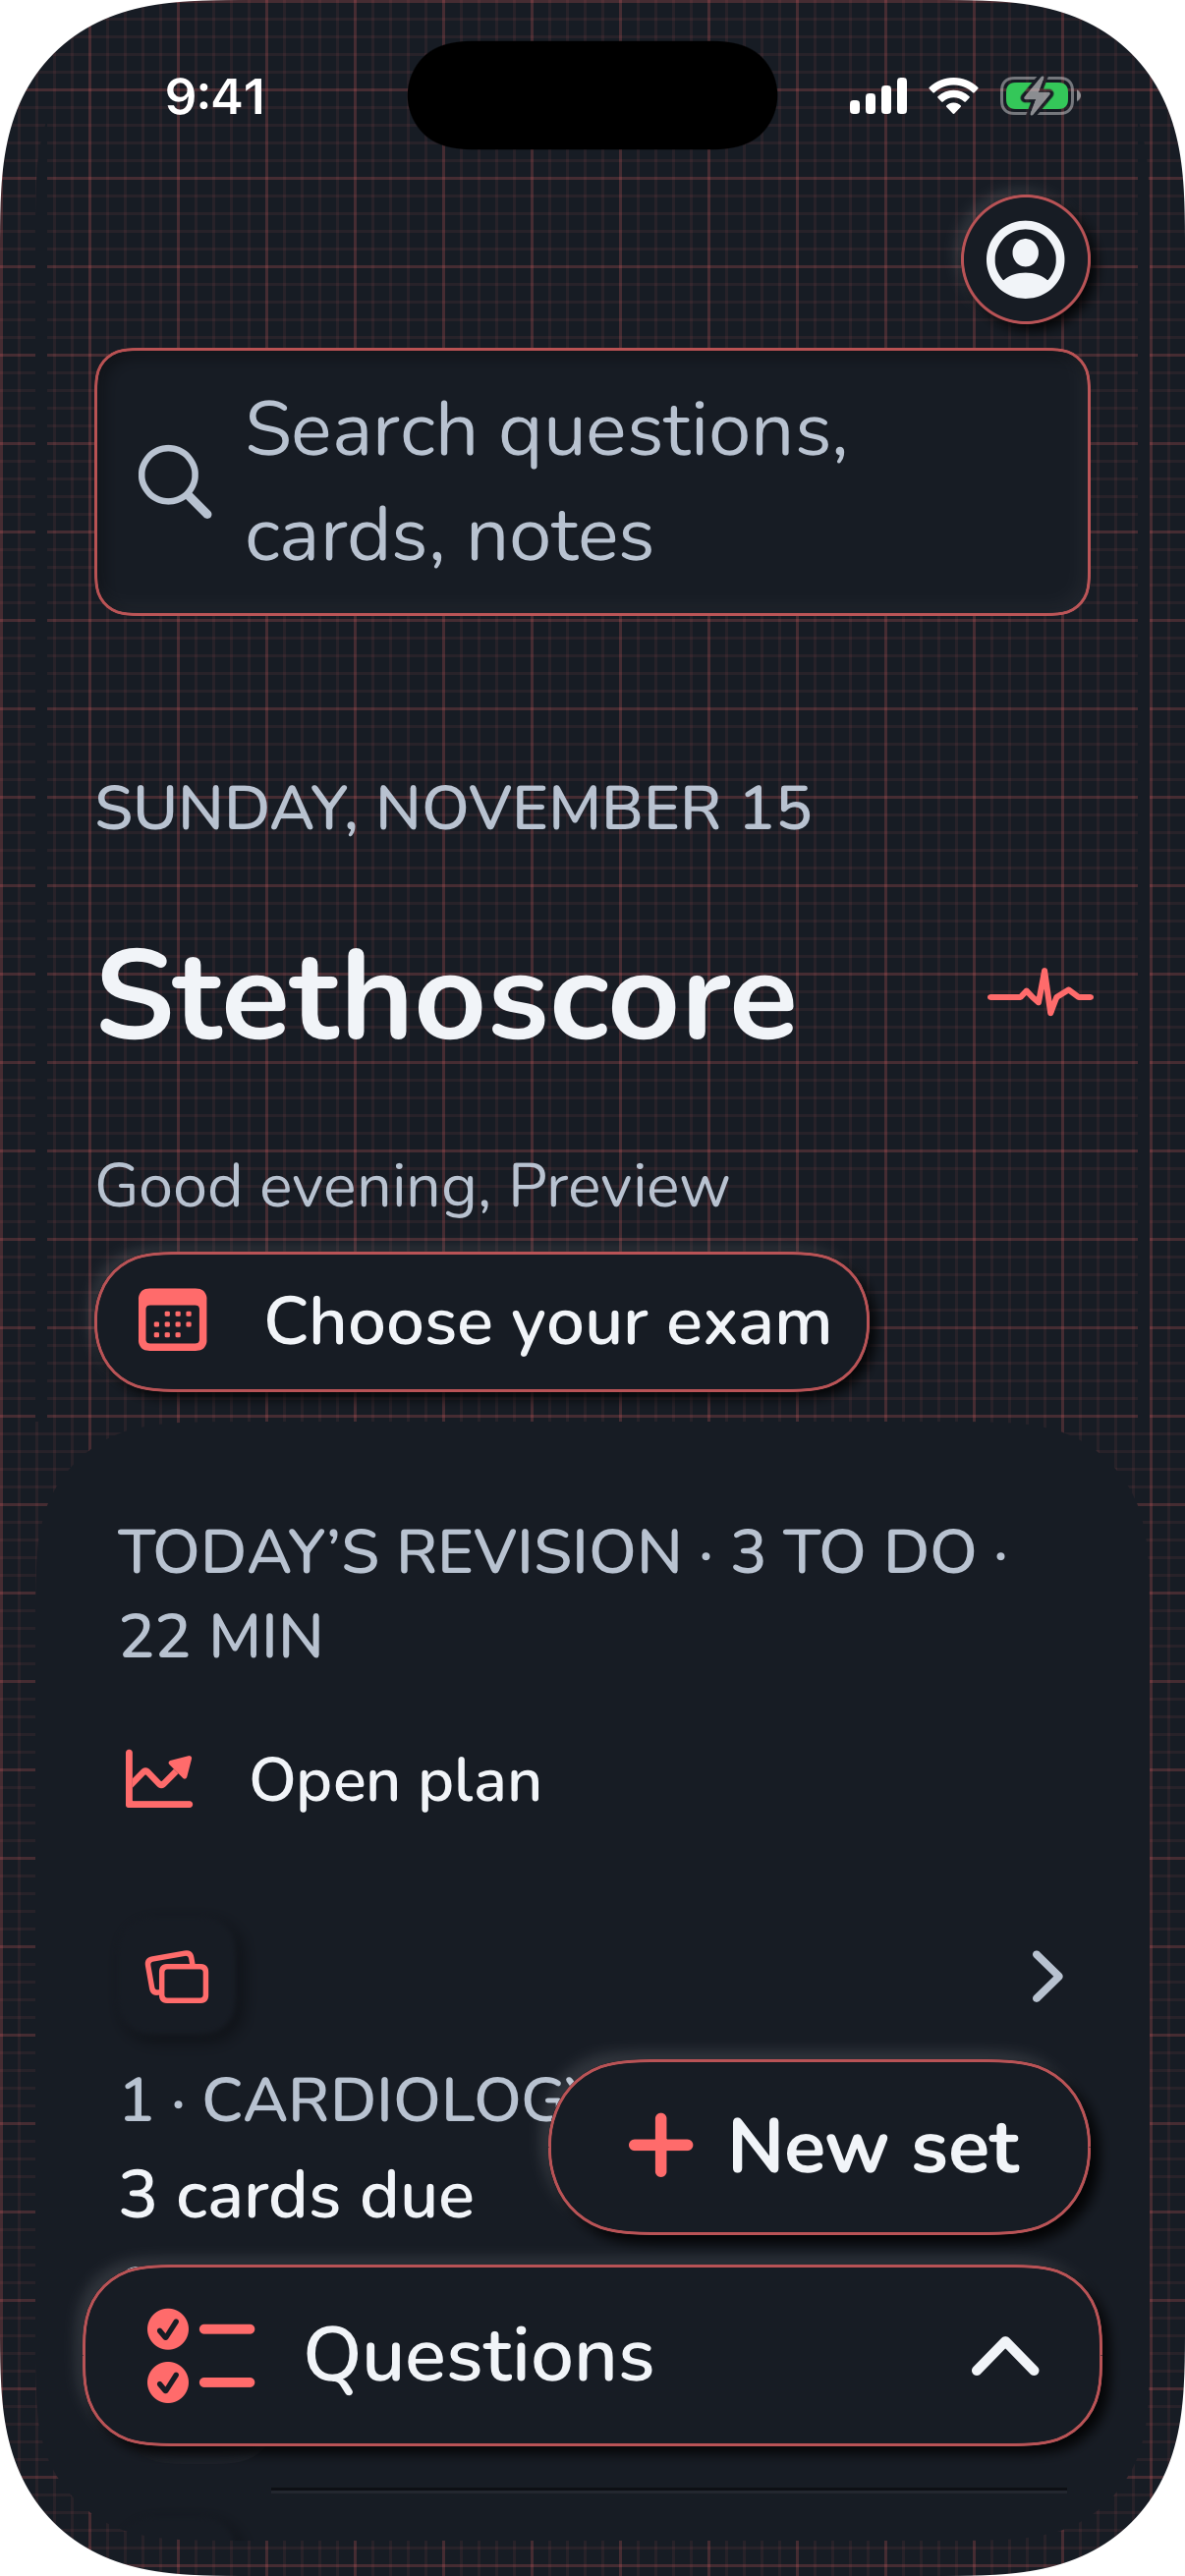 9:41
Search questions,
cards, notes
SUNDAY, NOVEMBER 15
Stethoscore
Good evening, Preview
Choose your exam
TODAY’S REVISION · 3 TO DO ·
22 MIN
Open plan
1 · CARDIOLOGY
3 cards due
New set
Questions